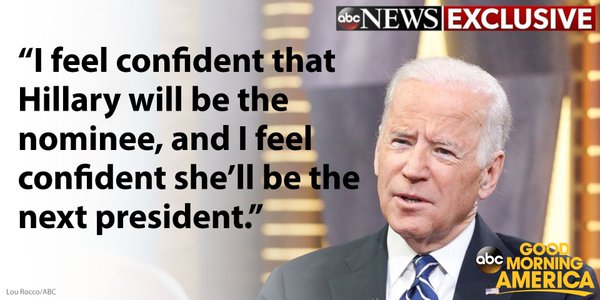 abc NEWS EXCLUSIVE
“I feel confident that
Hillary will be the
nominee, and I feel
confident she’ll be the
next president.”
abc GOOD
MORNING
AMERICA
Lou Rocco/ABC